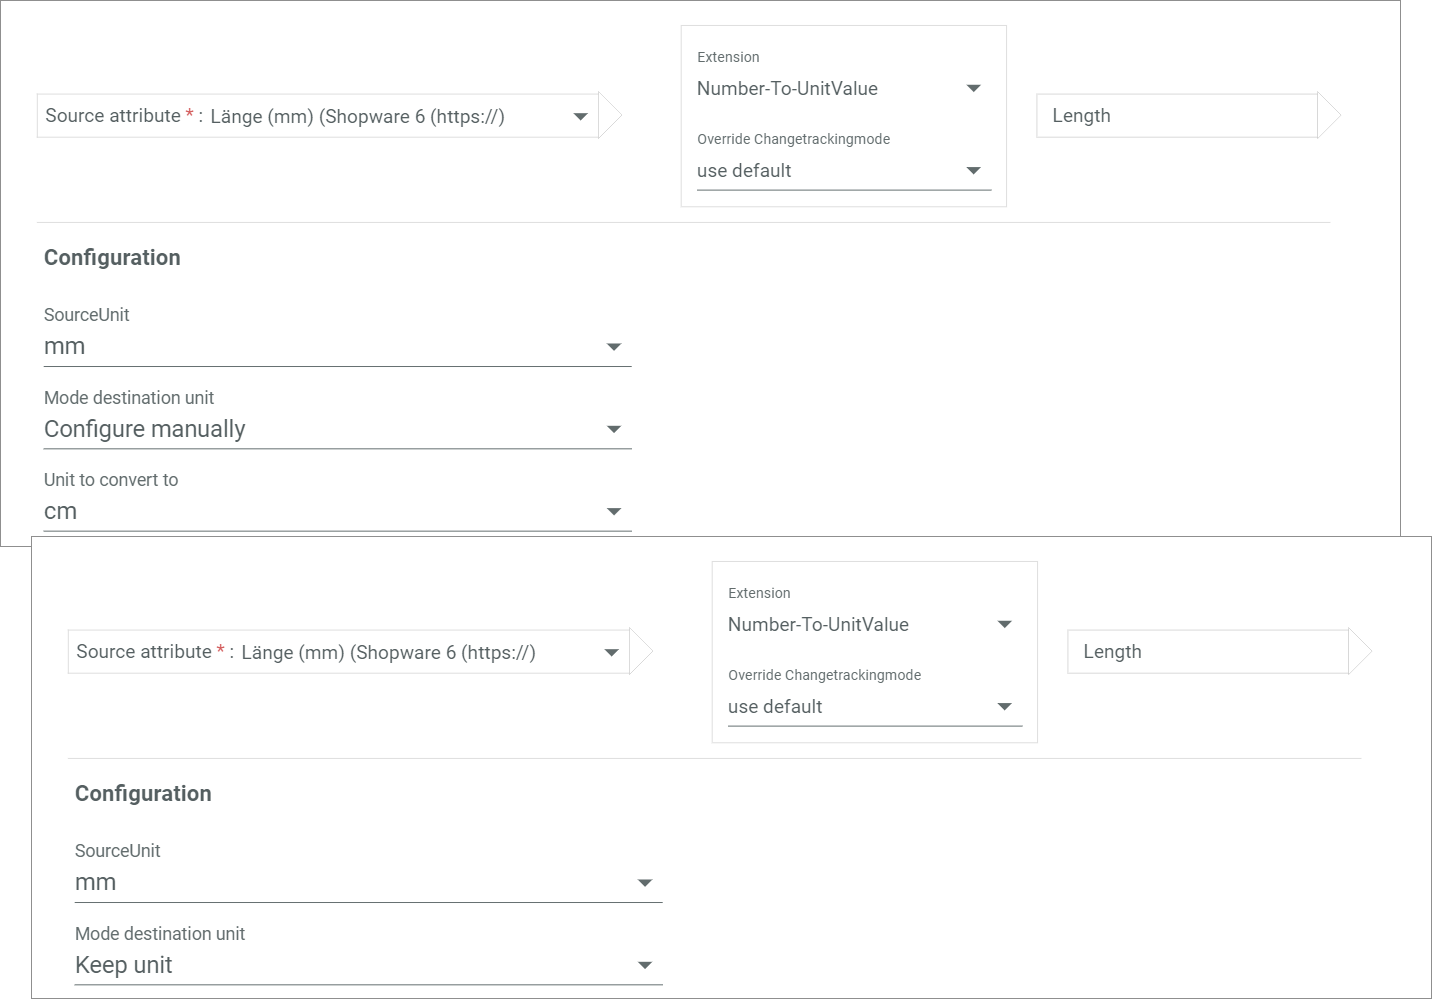 Extension
Number-To-UnitValue
Source attribute * : Länge (mm) (Shopware 6 (https://)
Length
Override Changetrackingmode
use default
Configuration
SourceUnit
mm
Mode destination unit
Configure manually
Unit to convert to
cm
Extension
Number-To-UnitValue
Source attribute * : Länge (mm) (Shopware 6 (https://)
Length
Override Changetrackingmode
use default
Configuration
SourceUnit
mm
Mode destination unit
Keep unit